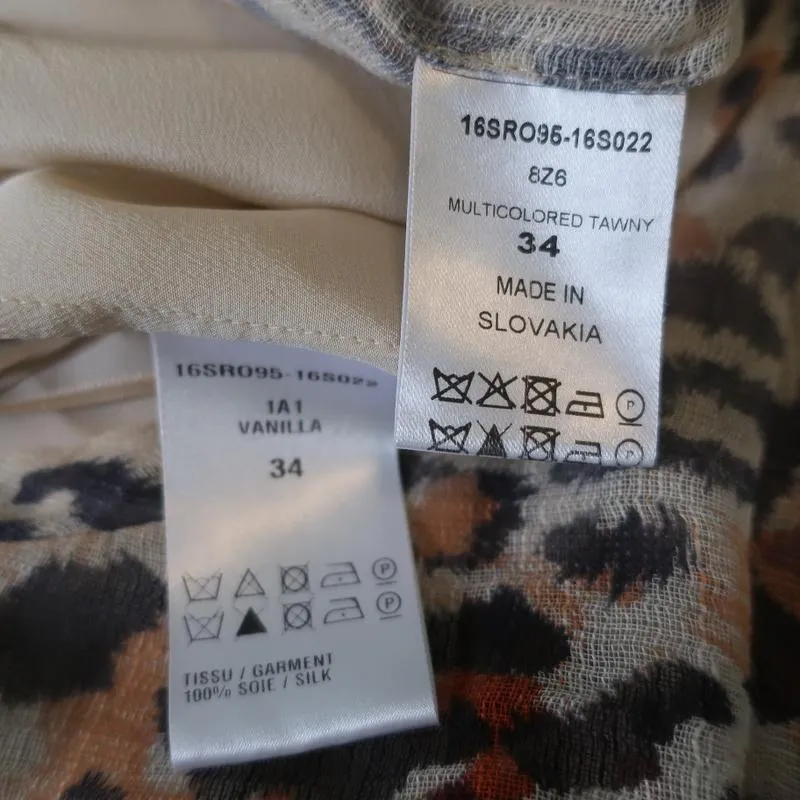 16SRO95-16S022
8Z6
MULTICOLORED TAWNY
34
MADE IN
SLOVAKIA
P
P
16SRO95-16S022
1A1
VANILLA
34
P
P
TISSU / GARMENT
100% SOIE / SILK